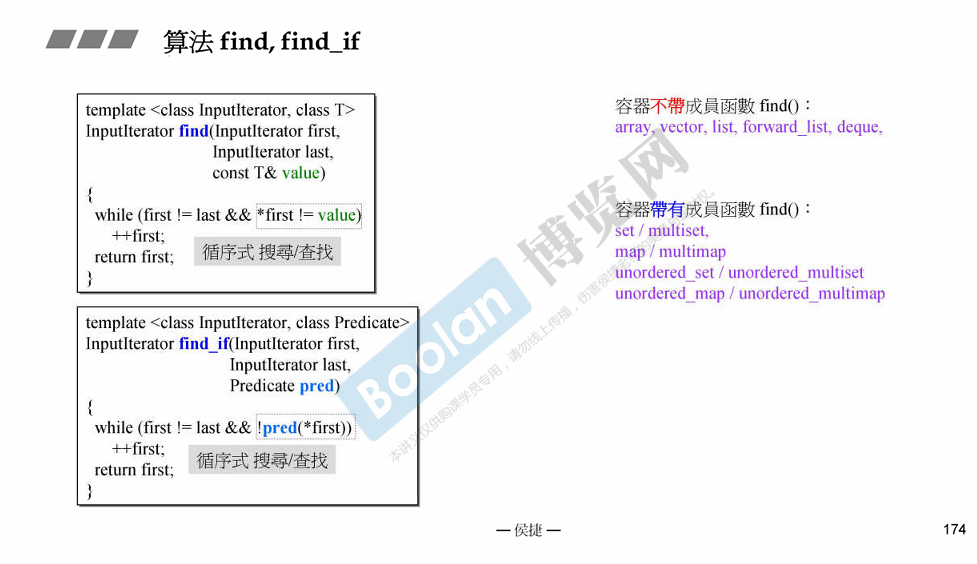 算法 find, find_if
template <class InputIterator, class T>
InputIterator find(InputIterator first,
InputIterator last,
const T& value)
{
while (first != last && *first != value)
++first;
return first;
循序式 搜尋/查找
}
template <class InputIterator, class Predicate>
InputIterator find_if(InputIterator first,
InputIterator last,
Predicate pred)
{
while (first != last && !pred(*first))
++first;
return first;
循序式 搜尋/查找
}
容器不帶成員函數 find()：
array, vector, list, forward_list, deque,
容器帶有成員函數 find()：
set / multiset,
map / multimap
unordered_set / unordered_multiset
unordered_map / unordered_multimap
Boolan 博览网
本讲义仅供购课学员专用，请勿线上传播，伤害侯捷老师的
— 侯捷 —
174